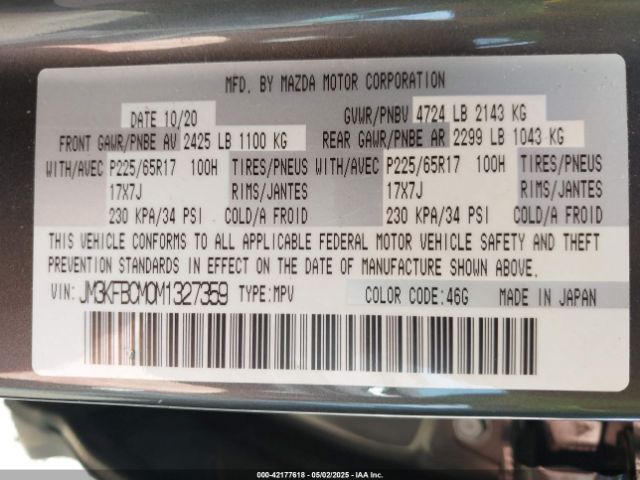 MFD. BY MAZDA MOTOR CORPORATION
DATE 10/20 GVWR/PNBV 4724 LB 2143 KG
FRONT GAWR/PNBE AV 2425 LB 1100 KG REAR GAWR/PNBE AR 2299 LB 1043 KG
WITH/AVEC P225/65R17 100H TIRES/PNEUS WITH/AVEC P225/65R17 100H TIRES/PNEUS
17X7J RIMS/JANTES 17X7J RIMS/JANTES
230 KPA/34 PSI COLD/A FROID 230 KPA/34 PSI COLD/A FROID
THIS VEHICLE CONFORMS TO ALL APPLICABLE FEDERAL MOTOR VEHICLE SAFETY AND THEFT
PREVENTION STANDARDS IN EFFECT ON THE DATE OF MANUFACTURE SHOWN ABOVE.
VIN: JM3KFBCM0M1327359 TYPE:MPV COLOR CODE:46G MADE IN JAPAN
000-42177618 - 05/02/2025 - IAAI.com